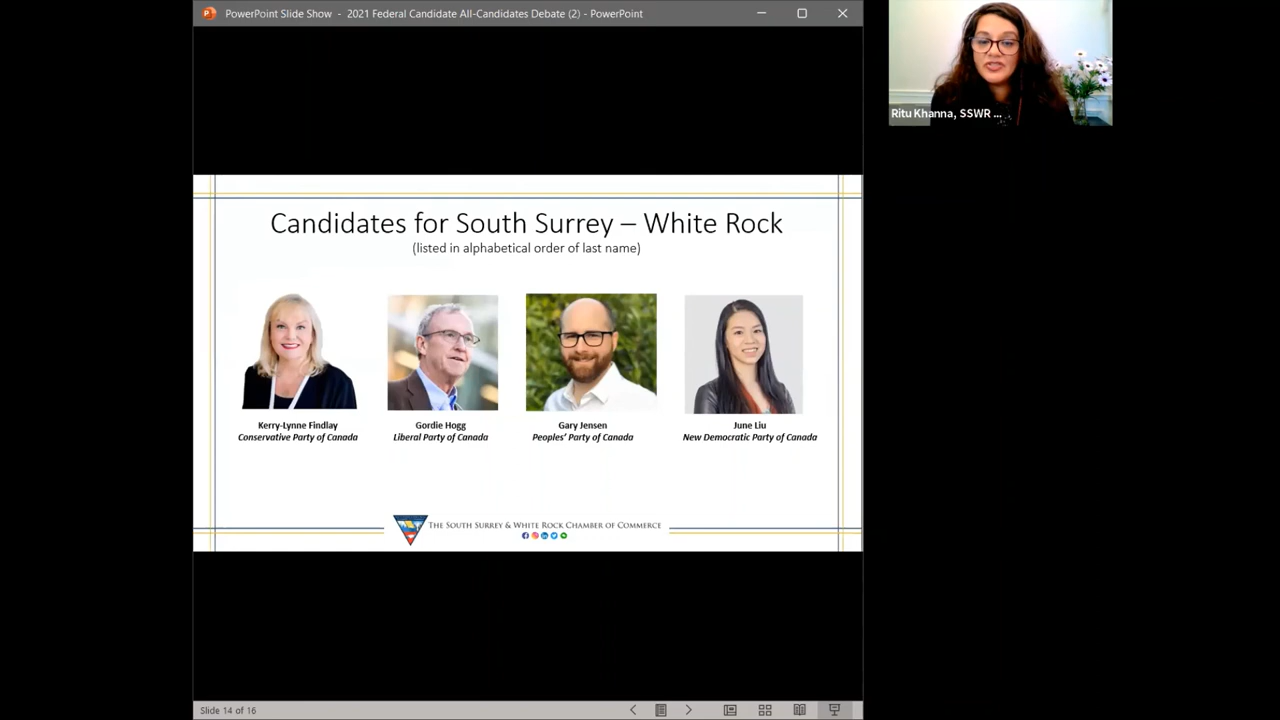 PowerPoint Slide Show - 2021 Federal Candidate All-Candidates Debate (2) - PowerPoint
Ritu Khanna, SSWR ...
Candidates for South Surrey – White Rock
(listed in alphabetical order of last name)
Kerry-Lynne Findlay
Conservative Party of Canada
Gordie Hogg
Liberal Party of Canada
Gary Jensen
Peoples' Party of Canada
June Liu
New Democratic Party of Canada
The South Surrey & White Rock Chamber of Commerce
Slide 14 of 16